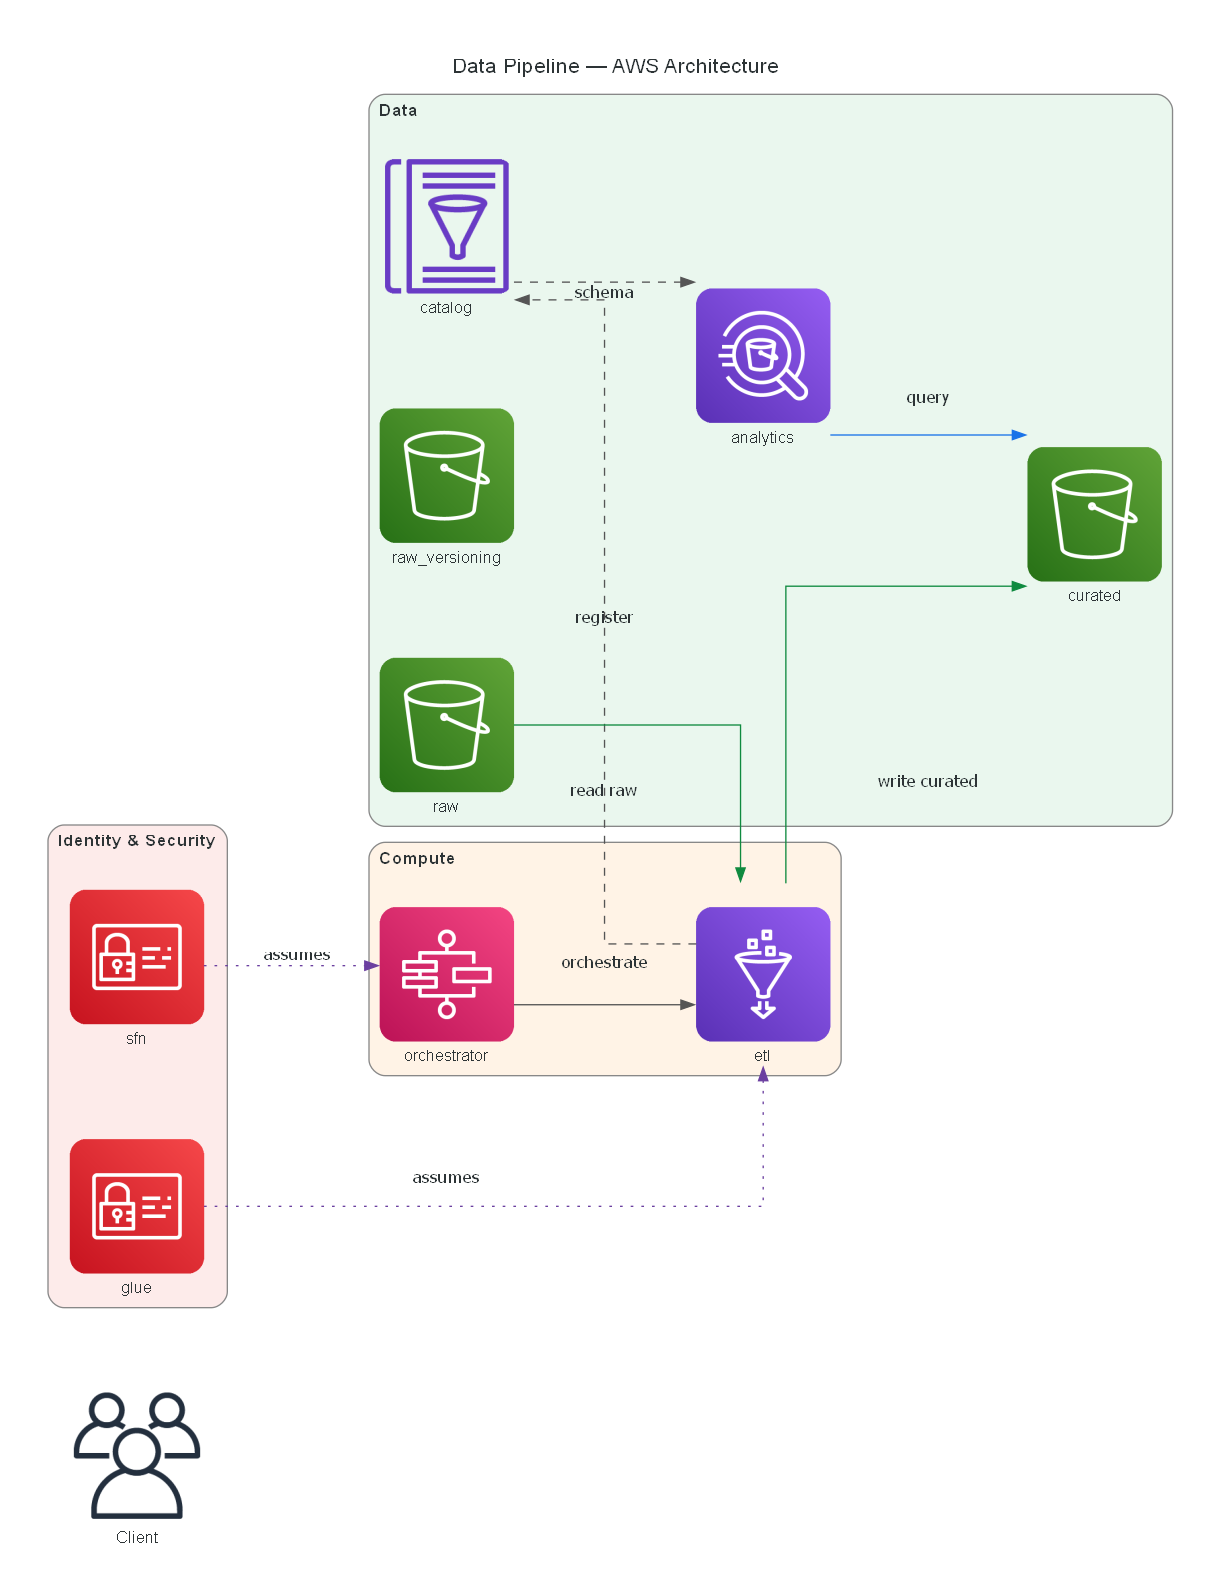 Data Pipeline — AWS Architecture
Data
catalog
schema
analytics
query
raw_versioning
curated
register
raw
read raw
write curated
Identity & Security
Compute
sfn
assumes
orchestrator
orchestrate
etl
assumes
glue
Client